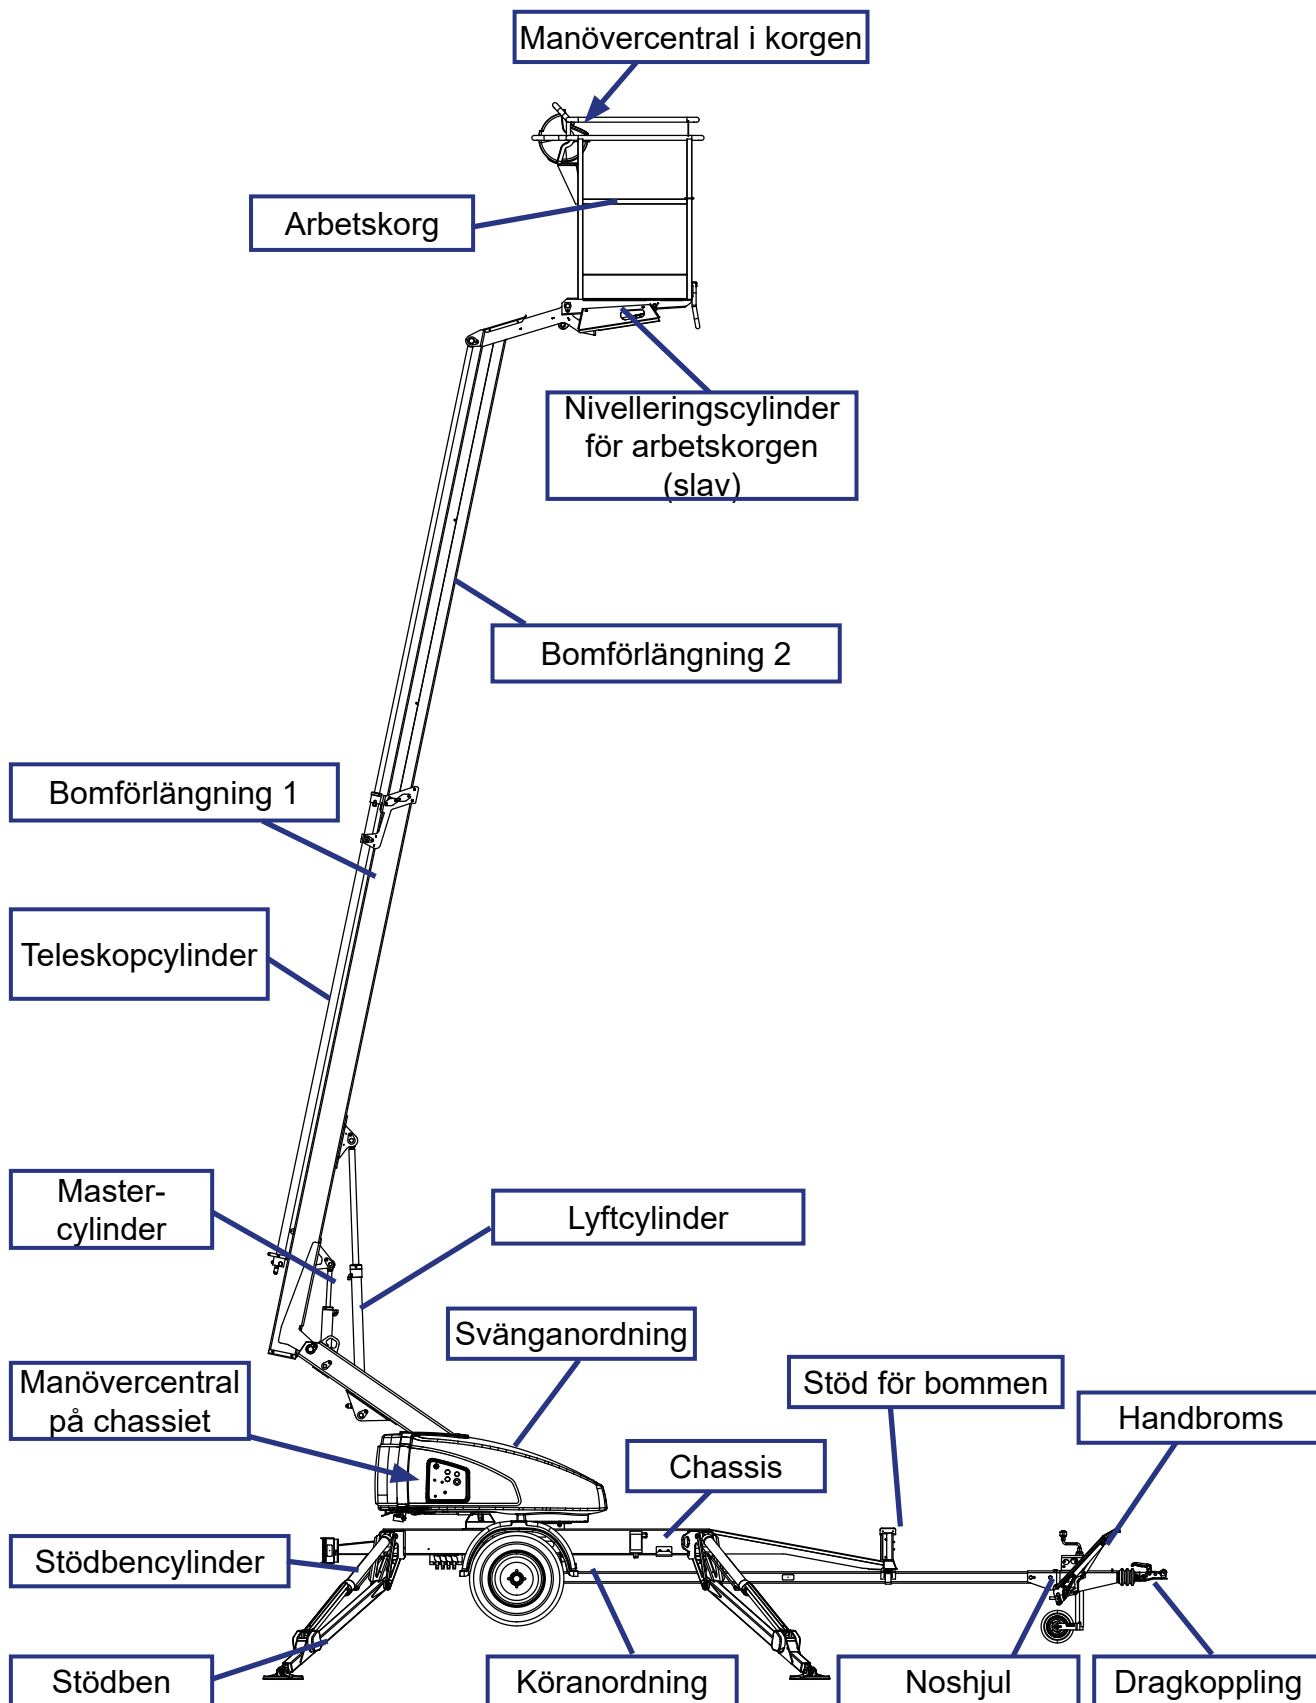 Manövercentral i korgen
Arbetskorg
Nivelleringscylinder
för arbetskorgen
(slav)
Bomförlängning 2
Bomförlängning 1
Teleskopcylinder
Master-
cylinder
Lyftcylinder
Svänganordning
Manövercentral
på chassiet
Stöd för bommen
Handbroms
Chassis
Stödbencylinder
Stödben
Köranordning
Noshjul
Dragkoppling